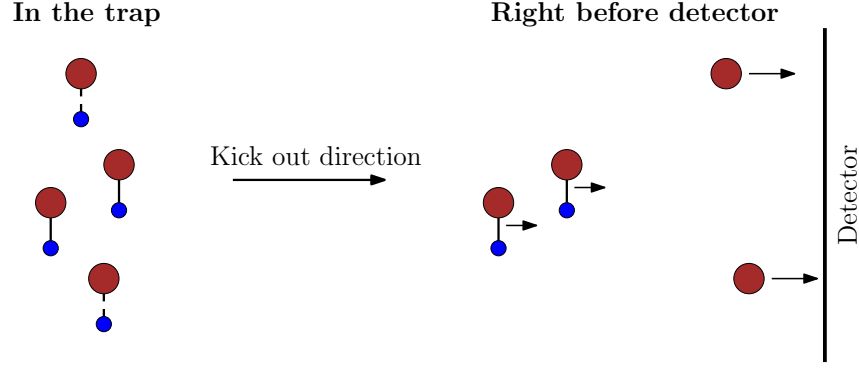 In the trap
Right before detector
Kick out direction
Detector